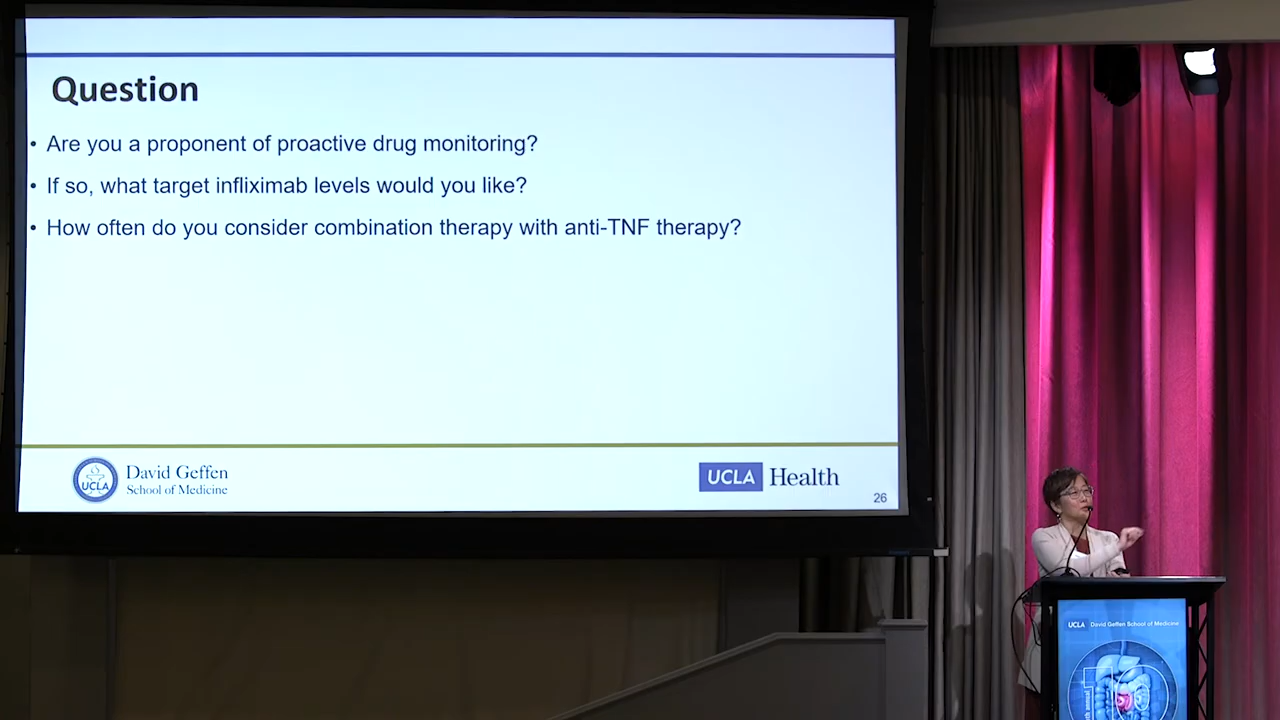 Question
• Are you a proponent of proactive drug monitoring?
• If so, what target infliximab levels would you like?
• How often do you consider combination therapy with anti-TNF therapy?
UCLA
David Geffen
School of Medicine
UCLA Health
26
UCLA David Geffen School of Medicine
annual